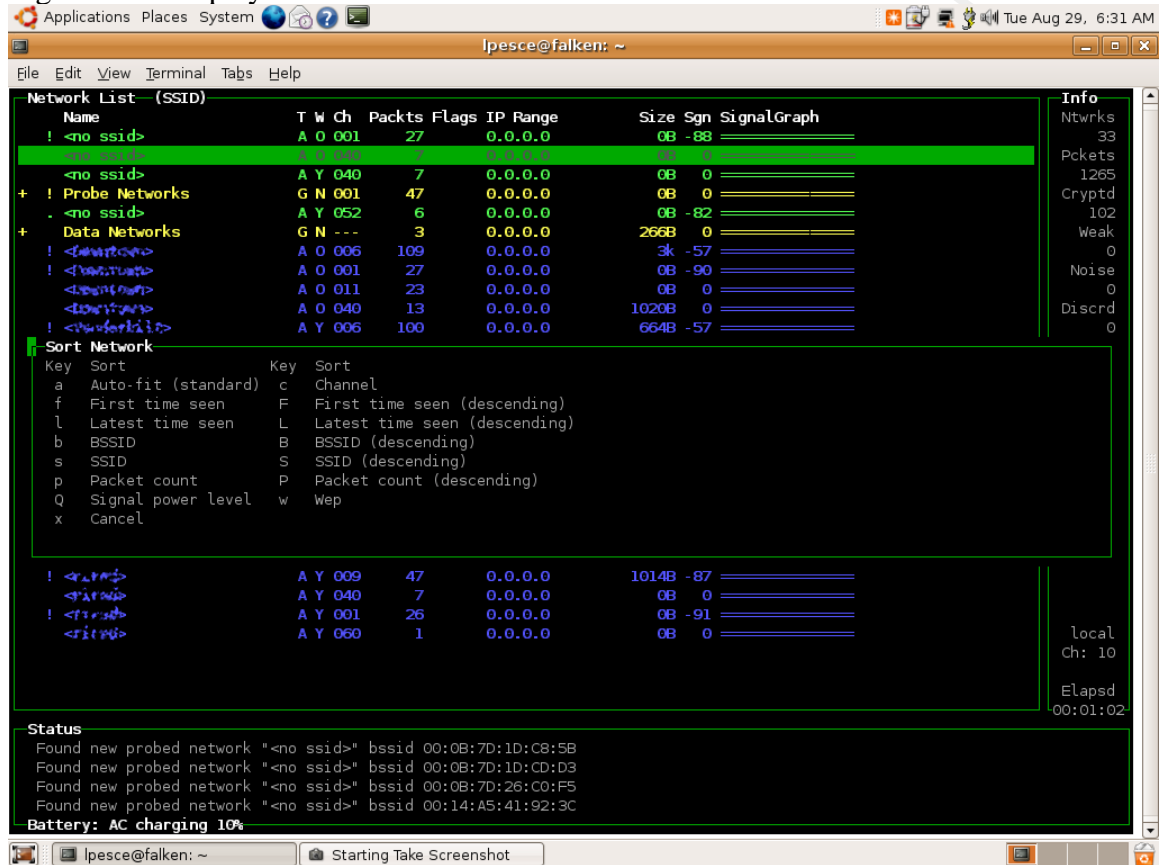 Applications Places System Tue Aug 29, 6:31 AM
lpesce@falken: ~
File Edit View Terminal Tabs Help
Network List (SSID) Info
Name T W Ch Packts Flags IP Range Size Sgn SignalGraph Ntwrks
! <no ssid> A O 001 27 0.0.0.0 0B -88 33
<no ssid> A O 040 7 0.0.0.0 0B 0 Pckets
<no ssid> A Y 040 7 0.0.0.0 0B 0 1265
+ ! Probe Networks G N 001 47 0.0.0.0 0B 0 Cryptd
. <no ssid> A Y 052 6 0.0.0.0 0B -82 102
+ Data Networks G N --- 3 0.0.0.0 266B 0 Weak
! A O 006 109 0.0.0.0 3k -57 0
! A O 001 27 0.0.0.0 0B -90 Noise
A O 011 23 0.0.0.0 0B 0 0
A O 040 13 0.0.0.0 1020B 0 Discrd
! A Y 006 100 0.0.0.0 664B -57 0
Sort Network
Key Sort Key Sort
a Auto-fit (standard) c Channel
f First time seen F First time seen (descending)
l Latest time seen L Latest time seen (descending)
b BSSID B BSSID (descending)
s SSID S SSID (descending)
p Packet count P Packet count (descending)
Q Signal power level w Wep
x Cancel
! A Y 009 47 0.0.0.0 1014B -87
A Y 040 7 0.0.0.0 0B 0
! A Y 001 26 0.0.0.0 0B -91
A Y 060 1 0.0.0.0 0B 0 local
Ch: 10
Elapsd
00:01:02
Status
Found new probed network "<no ssid>" bssid 00:0B:7D:1D:C8:5B
Found new probed network "<no ssid>" bssid 00:0B:7D:1D:CD:D3
Found new probed network "<no ssid>" bssid 00:0B:7D:26:C0:F5
Found new probed network "<no ssid>" bssid 00:14:A5:41:92:3C
Battery: AC charging 10%
lpesce@falken: ~ Starting Take Screenshot